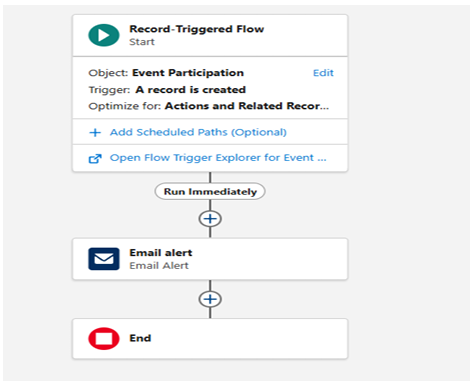 Record-Triggered Flow
Start
Object: Event Participation
Edit
Trigger: A record is created
Optimize for: Actions and Related Recor...
+ Add Scheduled Paths (Optional)
Open Flow Trigger Explorer for Event ...
Run Immediately
Email alert
Email Alert
End